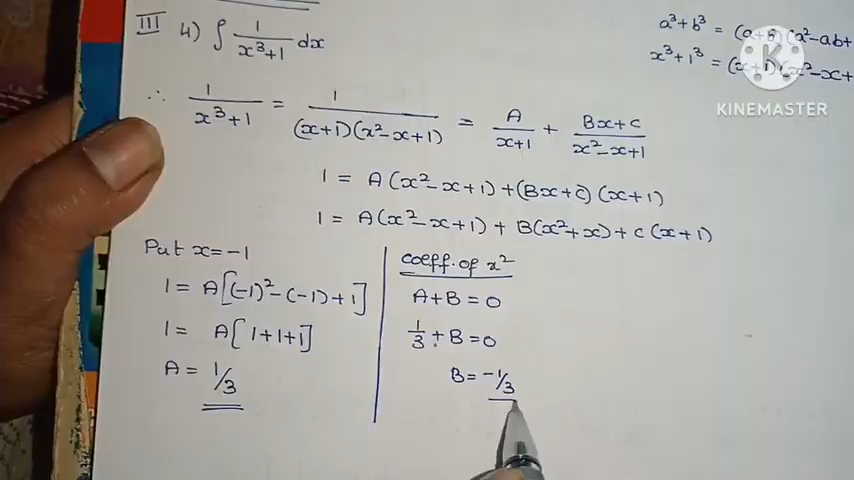 III 4) ∫ 1/(x³+1) dx
a³+b³ = (a+b)(a²-ab+
x³+1³ = (x+1)(x²-x+
K
KINEMASTER
∴ 1/(x³+1) = 1/((x+1)(x²-x+1)) = A/(x+1) + (Bx+C)/(x²-x+1)
1 = A(x²-x+1)+(Bx+C)(x+1)
1 = A(x²-x+1)+B(x²+x)+C(x+1)
Put x=-1
1 = A[(-1)²-(-1)+1]
1 = A[1+1+1]
A = 1/3
coeff. of x²
A+B=0
1/3+B=0
B=-1/3